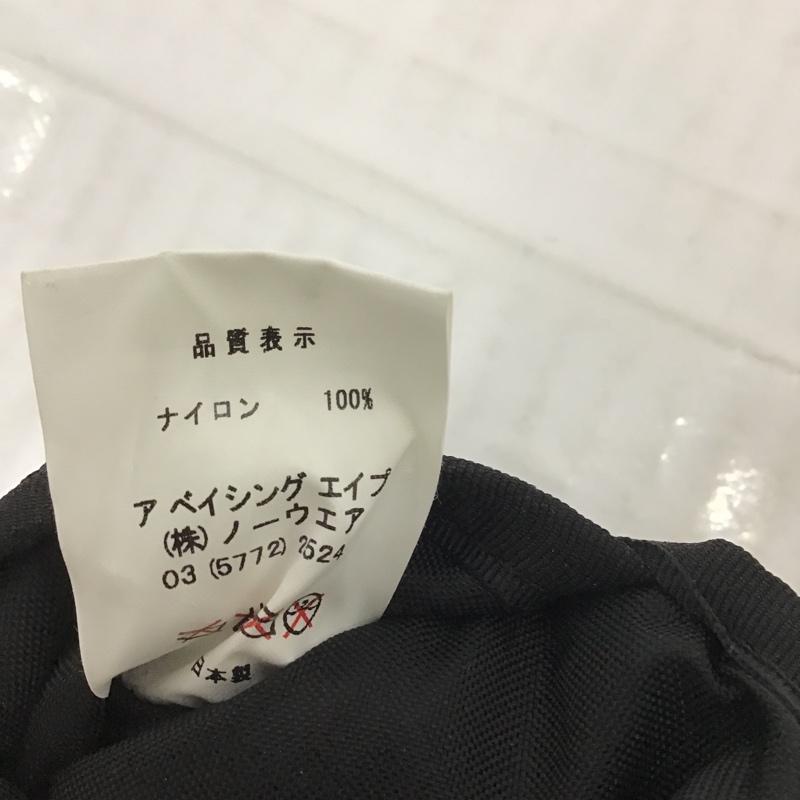 品質表示
ナイロン 100%
ア ベイシング エイプ
(株) ノーウエア
03 (5772) 2524
日本製